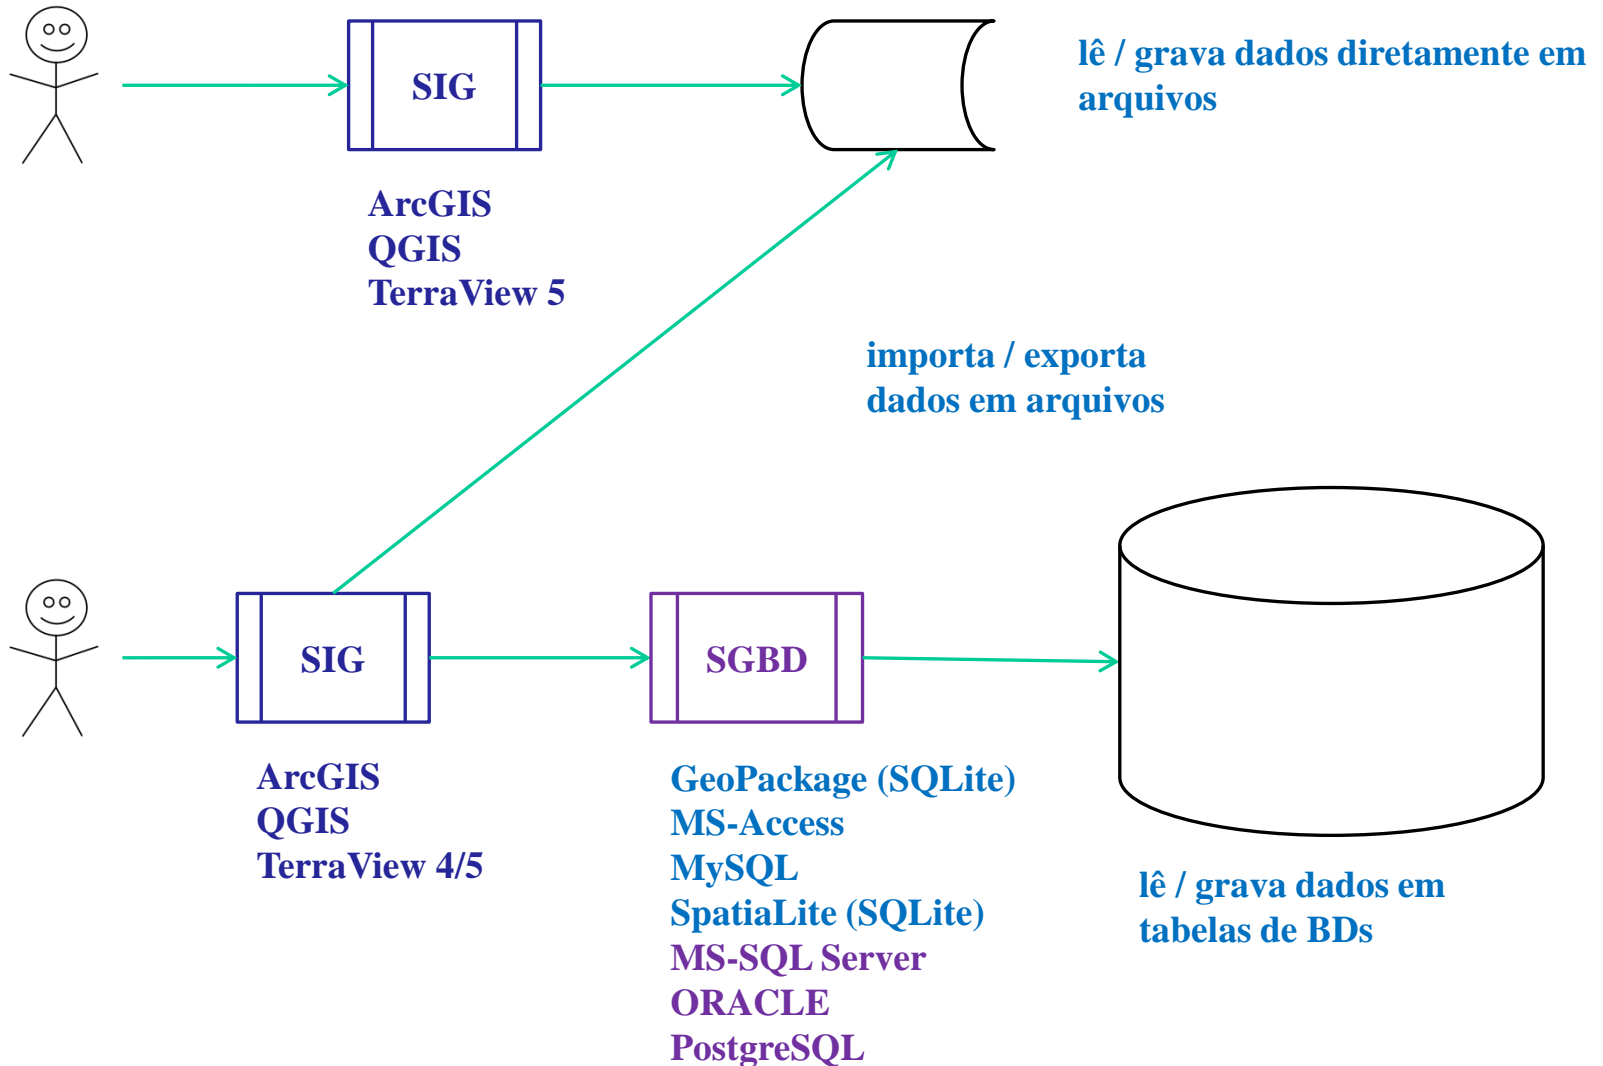 SIG
lê / grava dados diretamente em
arquivos
ArcGIS
QGIS
TerraView 5
importa / exporta
dados em arquivos
SIG
SGBD
ArcGIS
QGIS
TerraView 4/5
GeoPackage (SQLite)
MS-Access
MySQL
SpatiaLite (SQLite)
MS-SQL Server
ORACLE
PostgreSQL
lê / grava dados em
tabelas de BDs